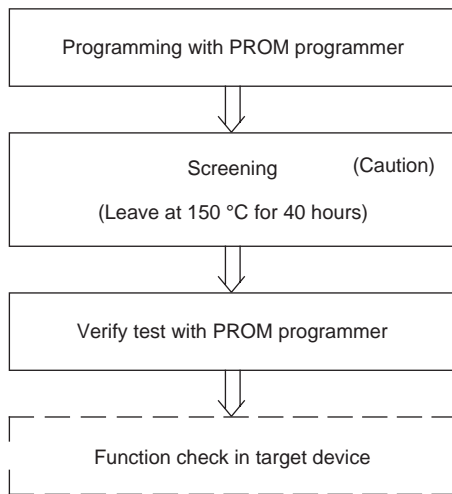 Programming with PROM programmer
Screening (Caution)
(Leave at 150 °C for 40 hours)
Verify test with PROM programmer
Function check in target device